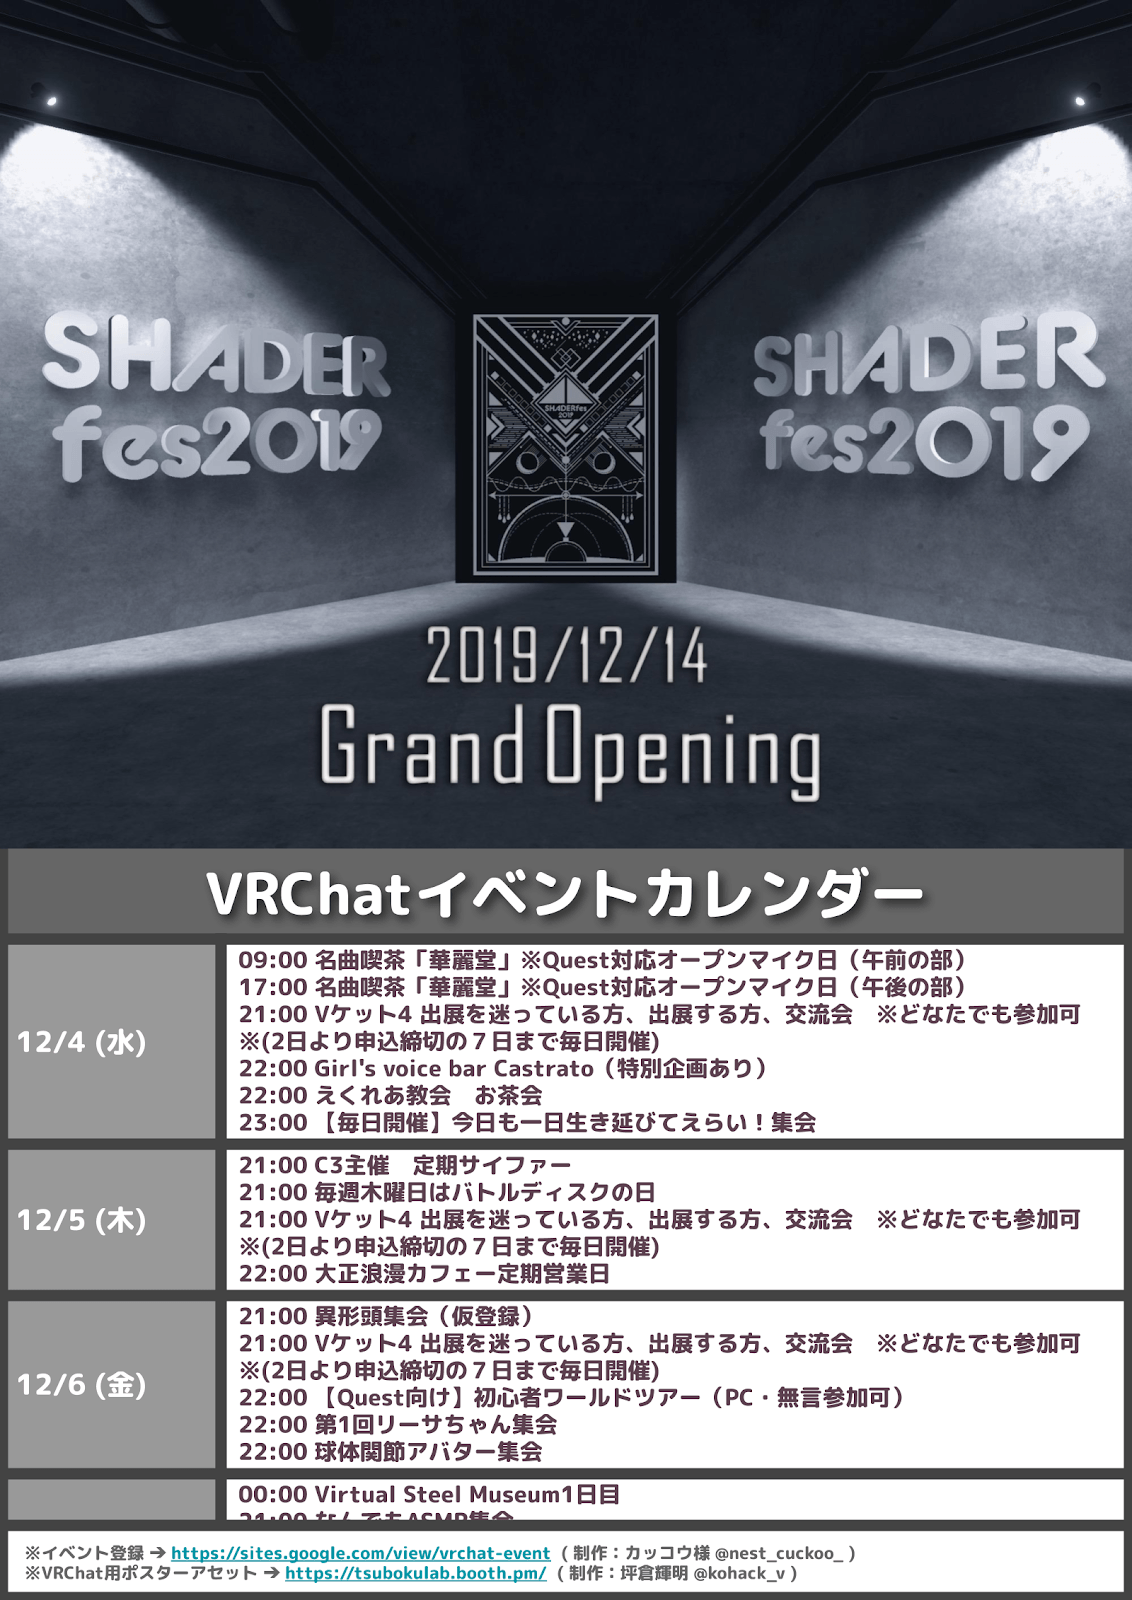 SHADER
fes2019
SHADER
fes2019
SHADERfes
2019
2019/12/14
Grand Opening
VRChatイベントカレンダー
12/4 (水)
09:00 名曲喫茶「華麗堂」※Quest対応オープンマイク日（午前の部）
17:00 名曲喫茶「華麗堂」※Quest対応オープンマイク日（午後の部）
21:00 Vケット4 出展を迷っている方、出展する方、交流会　※どなたでも参加可
※(2日より申込締切の７日まで毎日開催)
22:00 Girl's voice bar Castrato（特別企画あり）
22:00 えくれあ教会　お茶会
23:00 【毎日開催】今日も一日生き延びてえらい！集会
12/5 (木)
21:00 C3主催　定期サイファー
21:00 毎週木曜日はバトルディスクの日
21:00 Vケット4 出展を迷っている方、出展する方、交流会　※どなたでも参加可
※(2日より申込締切の７日まで毎日開催)
22:00 大正浪漫カフェー定期営業日
12/6 (金)
21:00 異形頭集会（仮登録）
21:00 Vケット4 出展を迷っている方、出展する方、交流会　※どなたでも参加可
※(2日より申込締切の７日まで毎日開催)
22:00 【Quest向け】初心者ワールドツアー（PC・無言参加可）
22:00 第1回リーサちゃん集会
22:00 球体関節アバター集会
00:00 Virtual Steel Museum1日目
21:00 なんでもASMR集会
※イベント登録 → https://sites.google.com/view/vrchat-event （制作：カッコウ様 @nest_cuckoo_ ）
※VRChat用ポスターアセット → https://tsubokulab.booth.pm/ （制作：坪倉輝明 @kohack_v ）